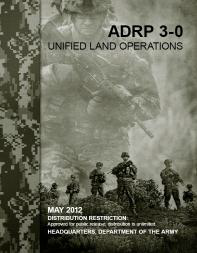 ADRP 3-0
UNIFIED LAND OPERATIONS
MAY 2012
DISTRIBUTION RESTRICTION:
Approved for public release; distribution is unlimited.
HEADQUARTERS, DEPARTMENT OF THE ARMY